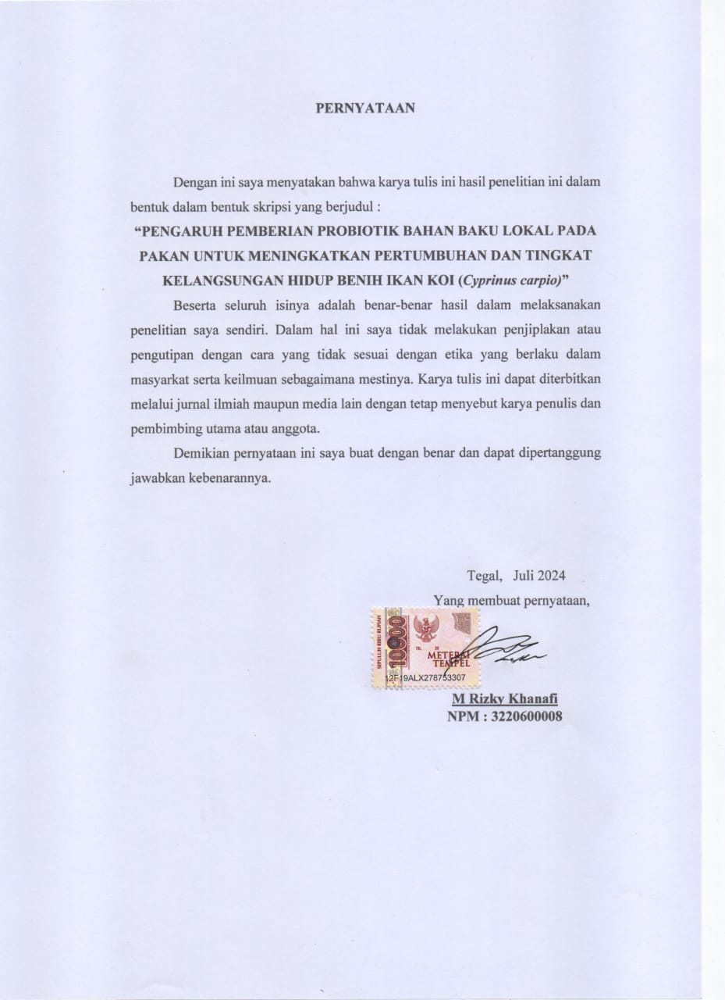 PERNYATAAN
Dengan ini saya menyatakan bahwa karya tulis ini hasil penelitian ini dalam
bentuk dalam bentuk skripsi yang berjudul :
“PENGARUH PEMBERIAN PROBIOTIK BAHAN BAKU LOKAL PADA
PAKAN UNTUK MENINGKATKAN PERTUMBUHAN DAN TINGKAT
KELANGSUNGAN HIDUP BENIH IKAN KOI (Cyprinus carpio)”
Beserta seluruh isinya adalah benar-benar hasil dalam melaksanakan
penelitian saya sendiri. Dalam hal ini saya tidak melakukan penjiplakan atau
pengutipan dengan cara yang tidak sesuai dengan etika yang berlaku dalam
masyarkat serta keilmuan sebagaimana mestinya. Karya tulis ini dapat diterbitkan
melalui jurnal ilmiah maupun media lain dengan tetap menyebut karya penulis dan
pembimbing utama atau anggota.
Demikian pernyataan ini saya buat dengan benar dan dapat dipertanggung
jawabkan kebenarannya.
Tegal, Juli 2024
Yang membuat pernyataan,
SEPULUH RIBU RUPIAH
10000
METERAI
TEMPEL
12F19ALX278753307
M Rizky Khanafi
NPM : 3220600008